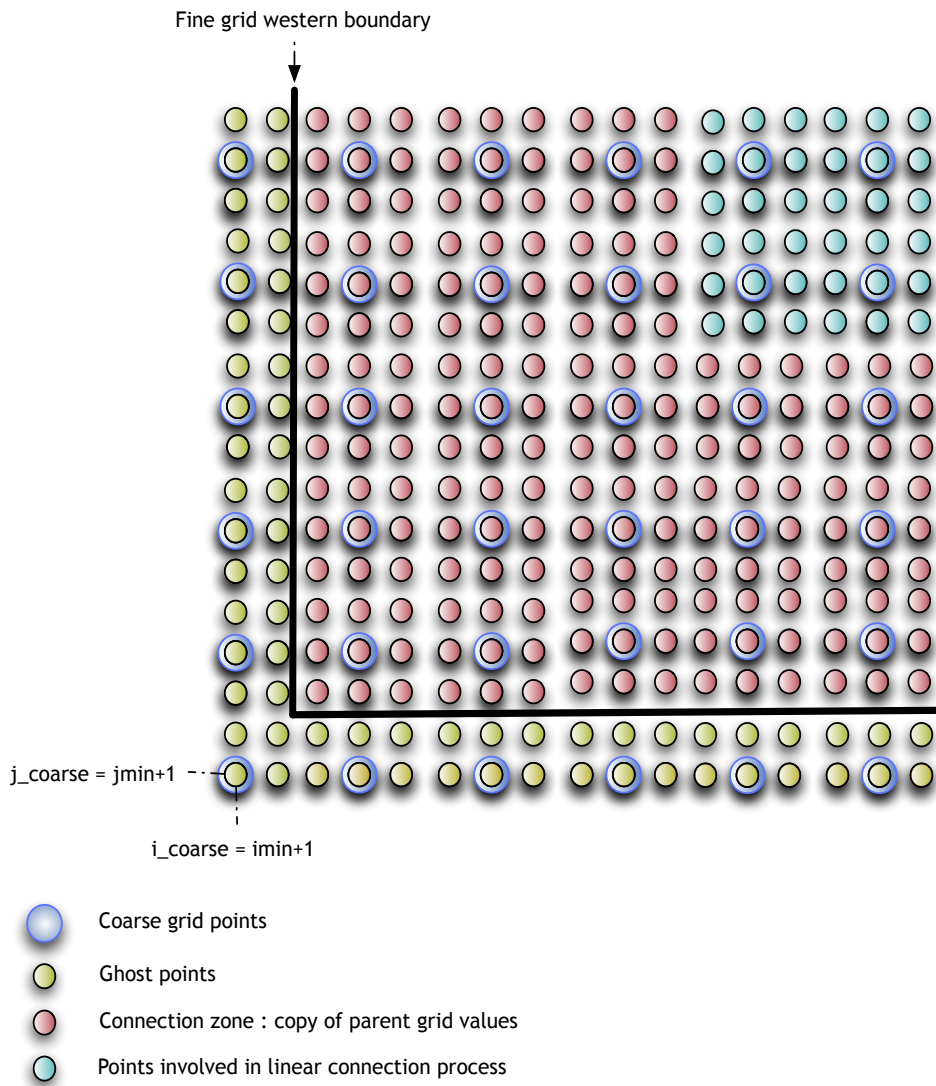 Fine grid western boundary
j_coarse = jmin+1
i_coarse = imin+1
Coarse grid points
Ghost points
Connection zone : copy of parent grid values
Points involved in linear connection process